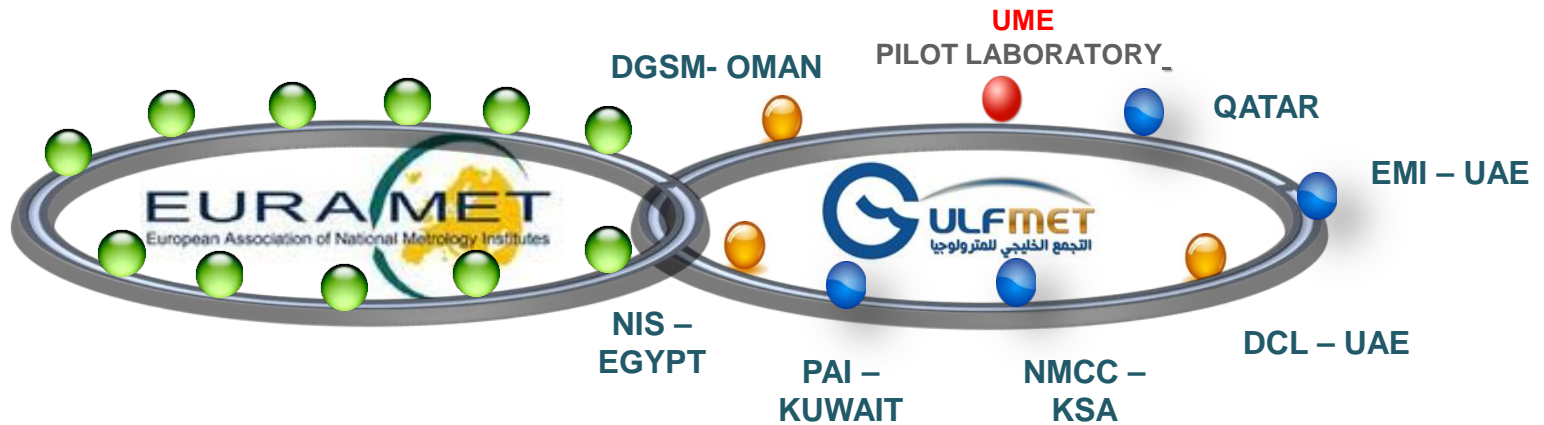 UME
PILOT LABORATORY
DGSM- OMAN
QATAR
EMI – UAE
EURAMET
European Association of National Metrology Institutes
GULFMET
التجمع الخليجي للمترولوجيا
NIS –
EGYPT
PAI –
KUWAIT
NMCC –
KSA
DCL – UAE